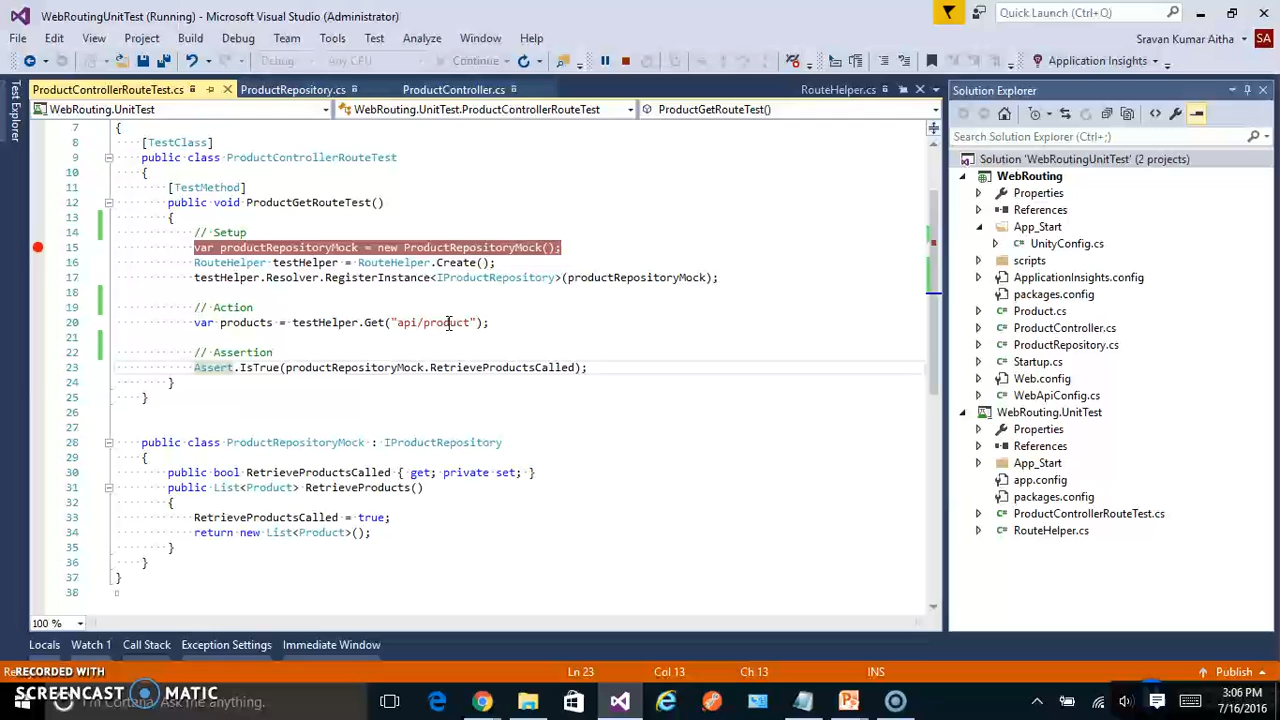 WebRoutingUnitTest (Running) - Microsoft Visual Studio (Administrator)
Quick Launch (Ctrl+Q)
File Edit View Project Build Debug Team Tools Test Analyze Window Help
Sravan Kumar Aitha SA
Debug Any CPU Continue Application Insights
Test Explorer
ProductControllerRouteTest.cs ProductRepository.cs ProductController.cs RouteHelper.cs
WebRouting.UnitTest WebRouting.UnitTest.ProductControllerRouteTest ProductGetRouteTest()
7 {
8 [TestClass]
9 public class ProductControllerRouteTest
10 {
11 [TestMethod]
12 public void ProductGetRouteTest()
13 {
14 // Setup
15 var productRepositoryMock = new ProductRepositoryMock();
16 RouteHelper testHelper = RouteHelper.Create();
17 testHelper.Resolver.RegisterInstance<IProductRepository>(productRepositoryMock);
18
19 // Action
20 var products = testHelper.Get("api/product");
21
22 // Assertion
23 Assert.IsTrue(productRepositoryMock.RetrieveProductsCalled);
24 }
25 }
26
27
28 public class ProductRepositoryMock : IProductRepository
29 {
30 public bool RetrieveProductsCalled { get; private set; }
31 public List<Product> RetrieveProducts()
32 {
33 RetrieveProductsCalled = true;
34 return new List<Product>();
35 }
36 }
37 }
38
100 %
Solution Explorer
Search Solution Explorer (Ctrl+;)
Solution 'WebRoutingUnitTest' (2 projects)
WebRouting
Properties
References
App_Start
UnityConfig.cs
scripts
ApplicationInsights.config
packages.config
Product.cs
ProductController.cs
ProductRepository.cs
Startup.cs
Web.config
WebApiConfig.cs
WebRouting.UnitTest
Properties
References
App_Start
app.config
packages.config
ProductControllerRouteTest.cs
RouteHelper.cs
Locals Watch 1 Call Stack Exception Settings Immediate Window
Ln 23 Col 13 Ch 13 INS Publish
RECORDED WITH
SCREENCAST MATIC
I'm Cortana. Ask me anything.
3:06 PM
7/16/2016